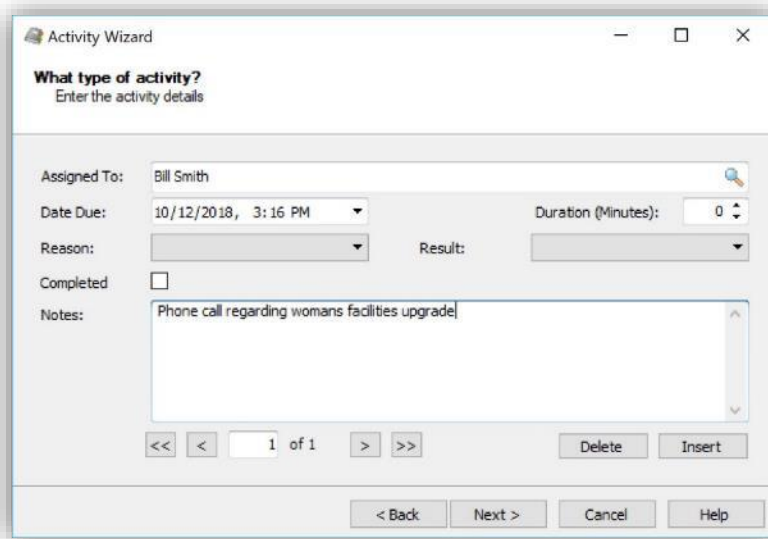 Activity Wizard
What type of activity?
Enter the activity details
Assigned To: Bill Smith
Date Due: 10/12/2018, 3:16 PM Duration (Minutes): 0
Reason: Result:
Completed
Notes: Phone call regarding womans facilities upgrade
<< < 1 of 1 > >> Delete Insert
< Back Next > Cancel Help